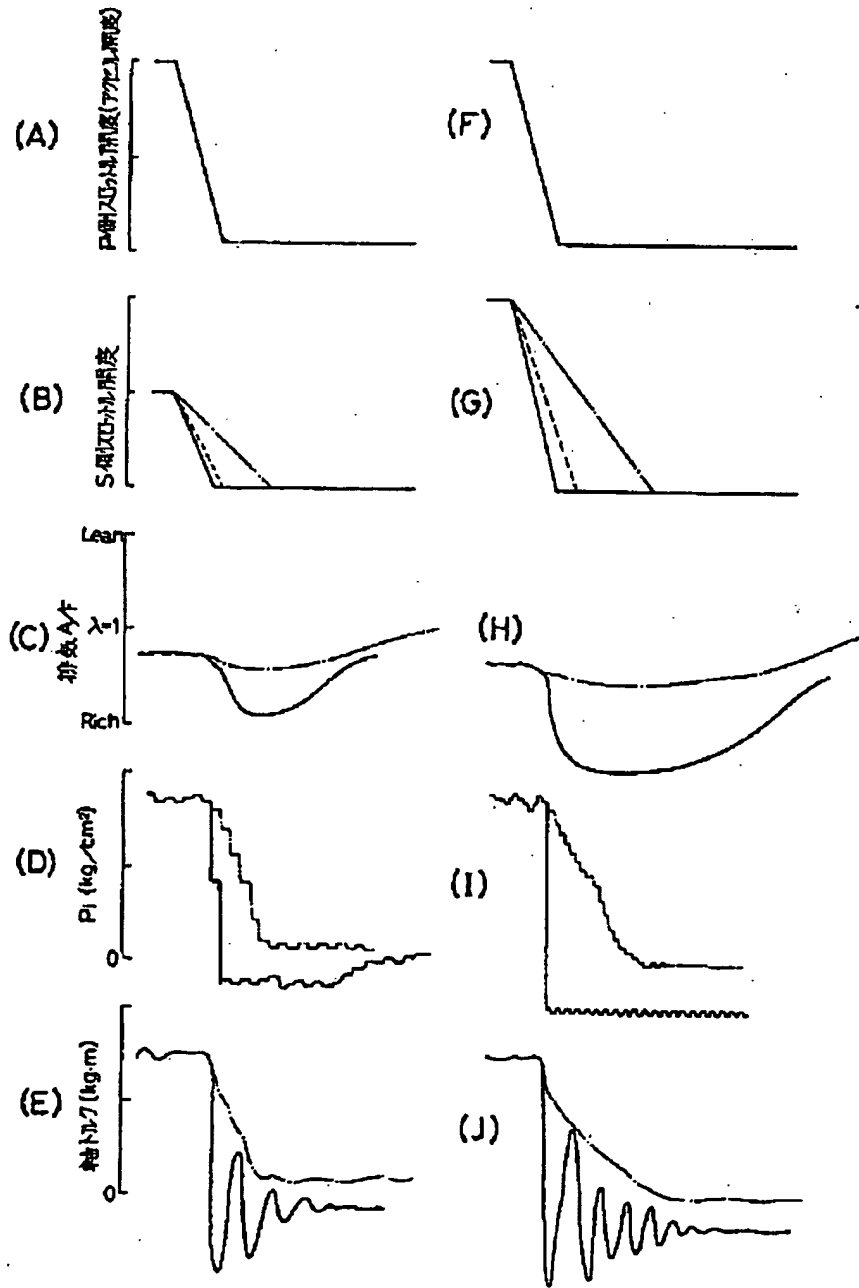 (A)
P側スロットル開度(アクセル開度)
(F)
(B)
S側スロットル開度
(G)
(C)
排気A/F
Lean
λ=1
Rich
(H)
(D)
Pi (kg/cm²)
0
(I)
(E)
軸トルク(kg·m)
0
(J)